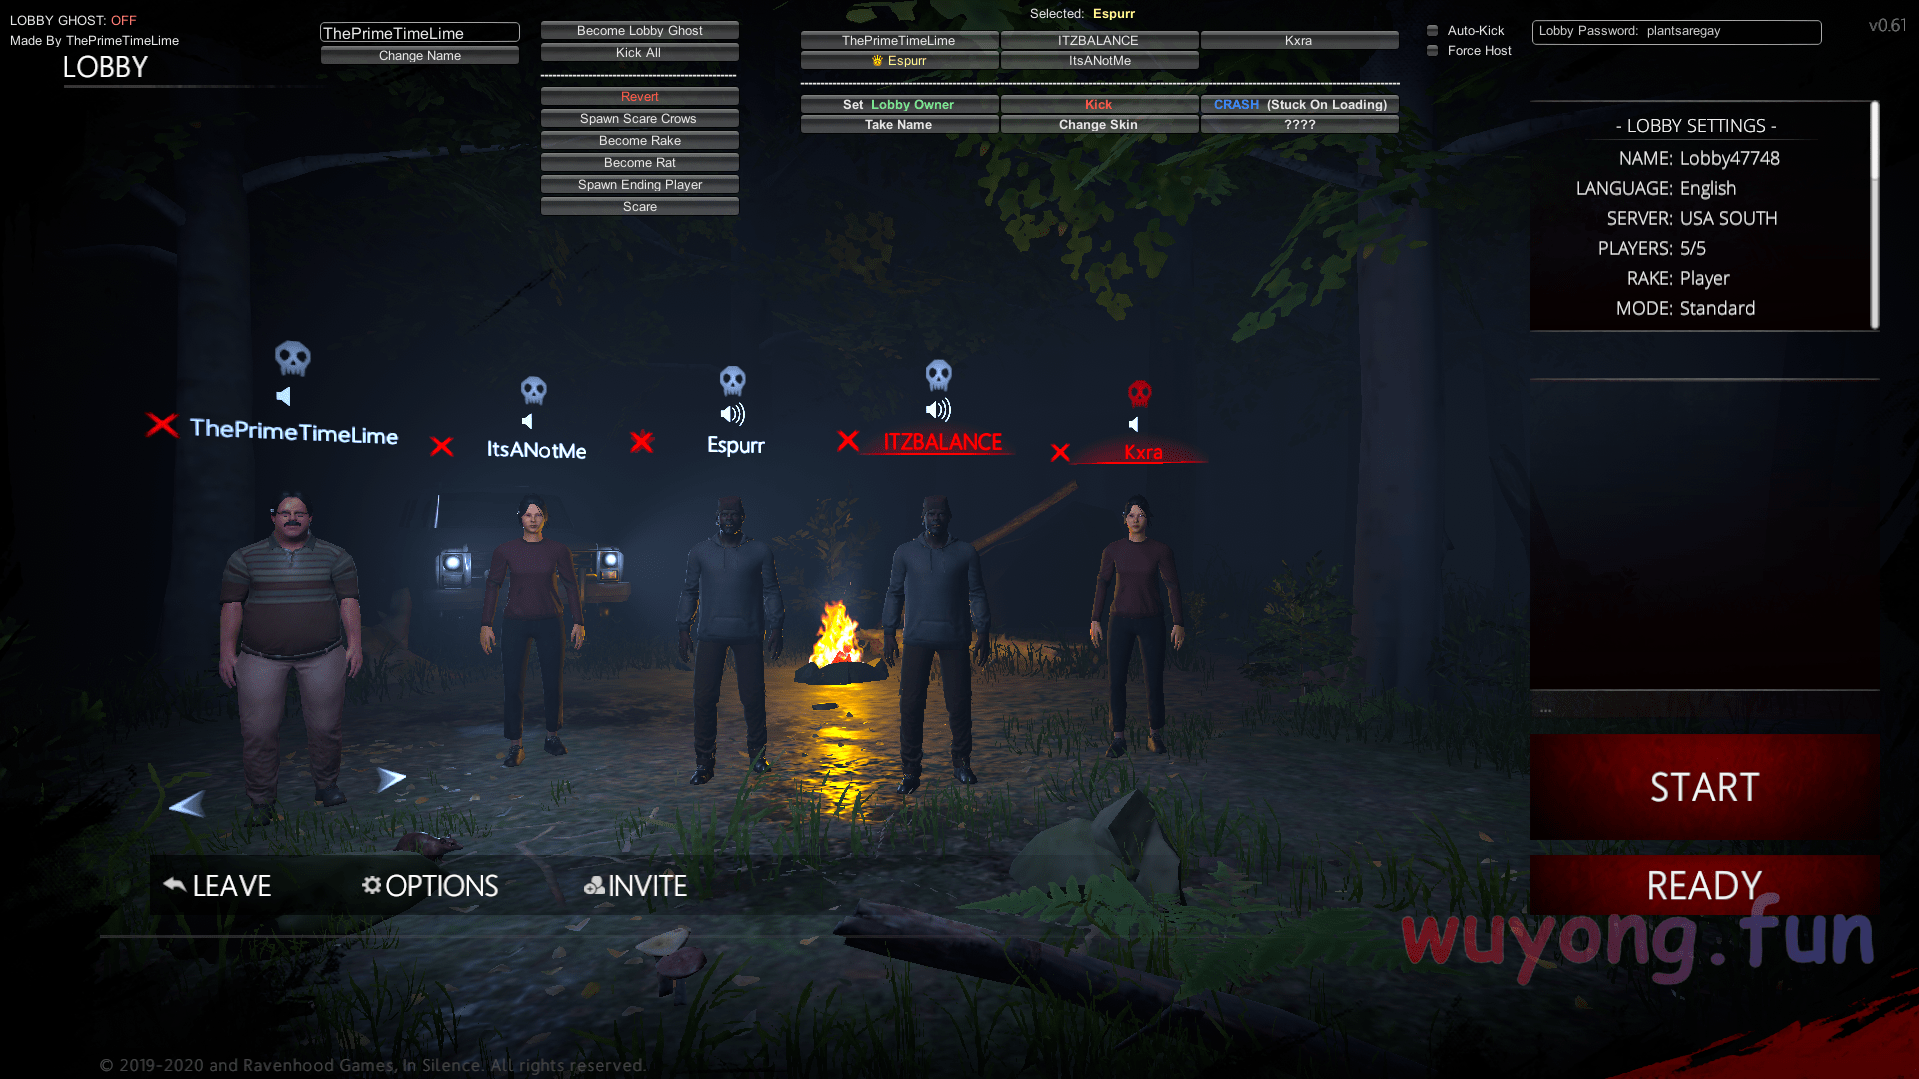 LOBBY GHOST: OFF
Made By ThePrimeTimeLime
LOBBY
ThePrimeTimeLime
Change Name
Become Lobby Ghost
Kick All
Revert
Spawn Scare Crows
Become Rake
Become Rat
Spawn Ending Player
Scare
Selected: Espurr
ThePrimeTimeLime ITZBALANCE Kxra
Espurr ItsANotMe
Set Lobby Owner Kick CRASH (Stuck On Loading)
Take Name Change Skin ????
Auto-Kick
Force Host
Lobby Password: plantsaregay
v0.61
- LOBBY SETTINGS -
NAME: Lobby47748
LANGUAGE: English
SERVER: USA SOUTH
PLAYERS: 5/5
RAKE: Player
MODE: Standard
ThePrimeTimeLime
ItsANotMe
Espurr
ITZBALANCE
Kxra
...
START
READY
LEAVE OPTIONS INVITE
wuyong.fun
© 2019-2020 and Ravenhood Games, In Silence. All rights reserved.